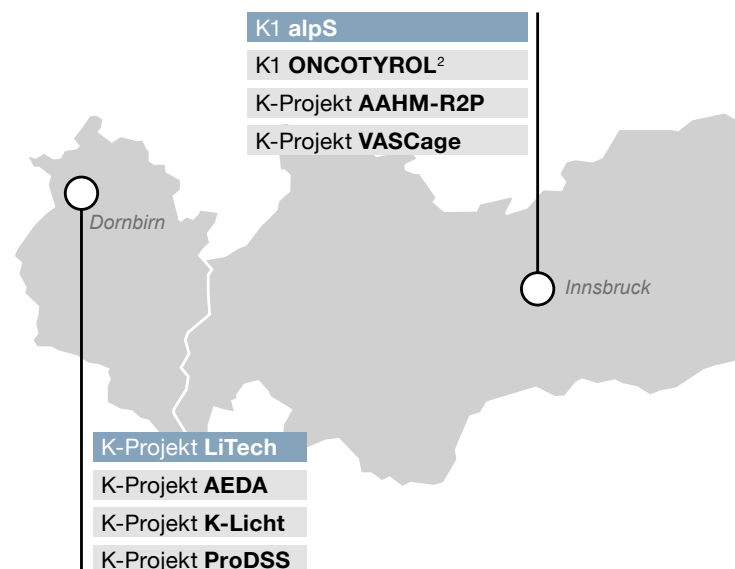 K1 alpS
K1 ONCOTYROL²
K-Projekt AAHM-R2P
K-Projekt VASCage
Dornbirn
Innsbruck
K-Projekt LiTech
K-Projekt AEDA
K-Projekt K-Licht
K-Projekt ProDSS